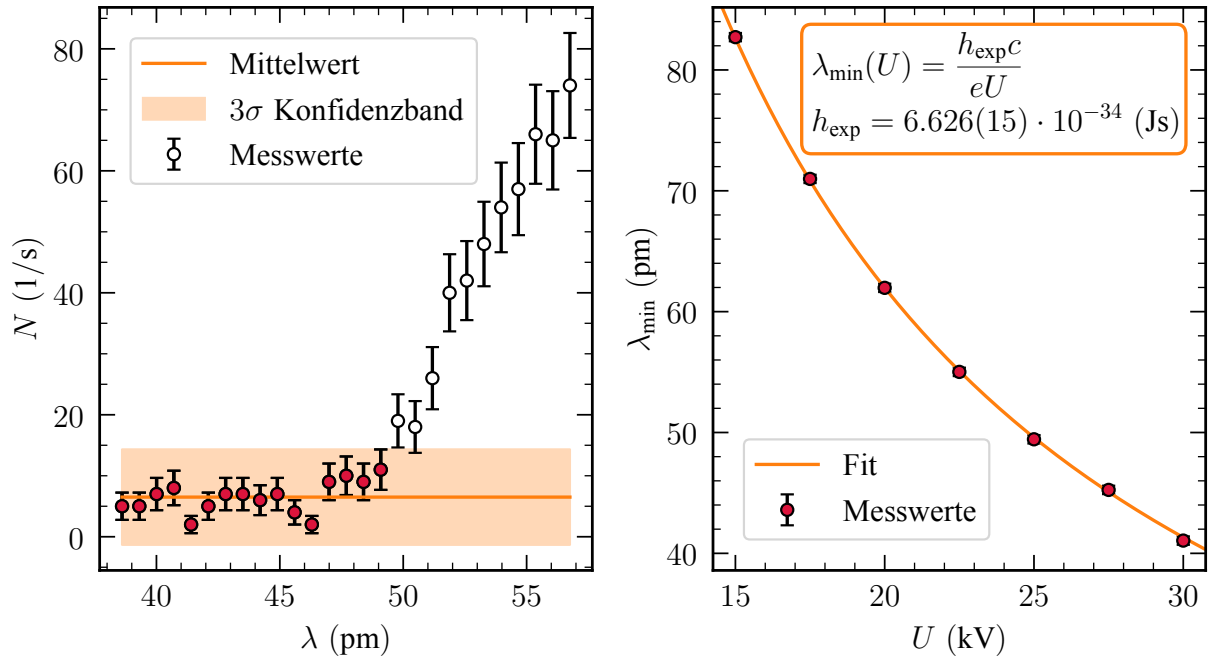 80
60
40
20
0
N (1/s)
40
45
50
55
λ (pm)
Mittelwert
3σ Konfidenzband
Messwerte
80
70
60
50
40
λ_min (pm)
15
20
25
30
U (kV)
λ_min(U) = h_exp c / eU
h_exp = 6.626(15) · 10^−34 (Js)
Fit
Messwerte